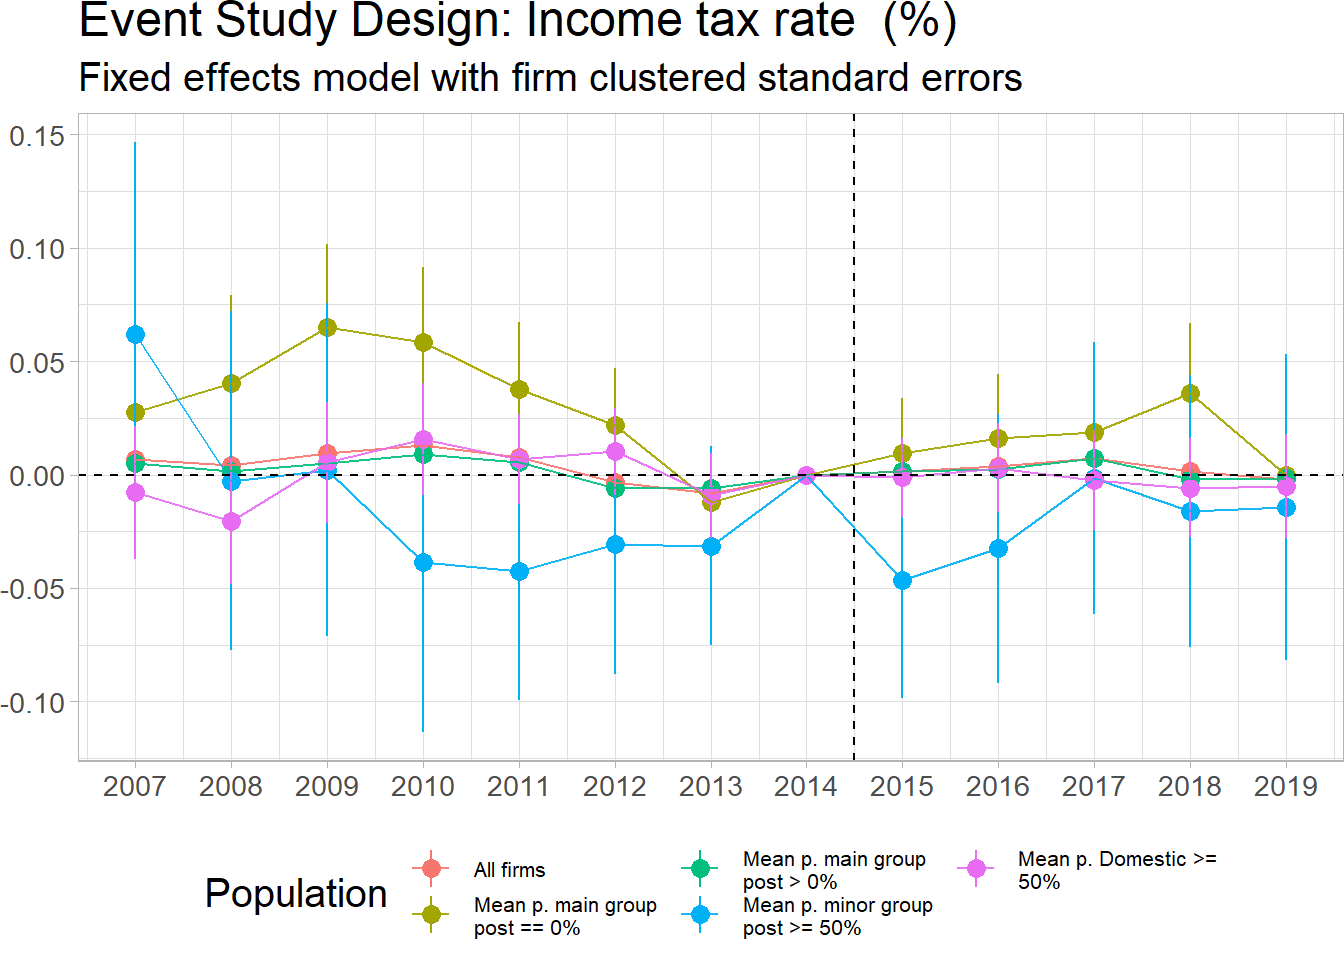 Event Study Design: Income tax rate  (%)
Fixed effects model with firm clustered standard errors
0.15
0.10
0.05
0.00
-0.05
-0.10
2007 2008 2009 2010 2011 2012 2013 2014 2015 2016 2017 2018 2019
Population
All firms
Mean p. main group
post == 0%
Mean p. main group
post > 0%
Mean p. minor group
post >= 50%
Mean p. Domestic >=
50%